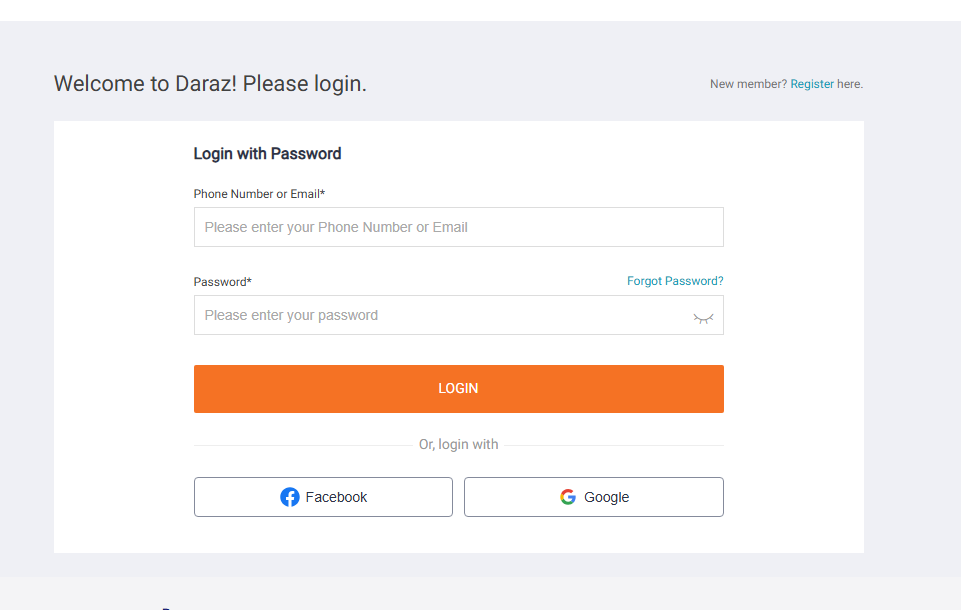 Welcome to Daraz! Please login.
New member? Register here.
Login with Password
Phone Number or Email*
Please enter your Phone Number or Email
Password*
Forgot Password?
Please enter your password
LOGIN
Or, login with
Facebook
Google